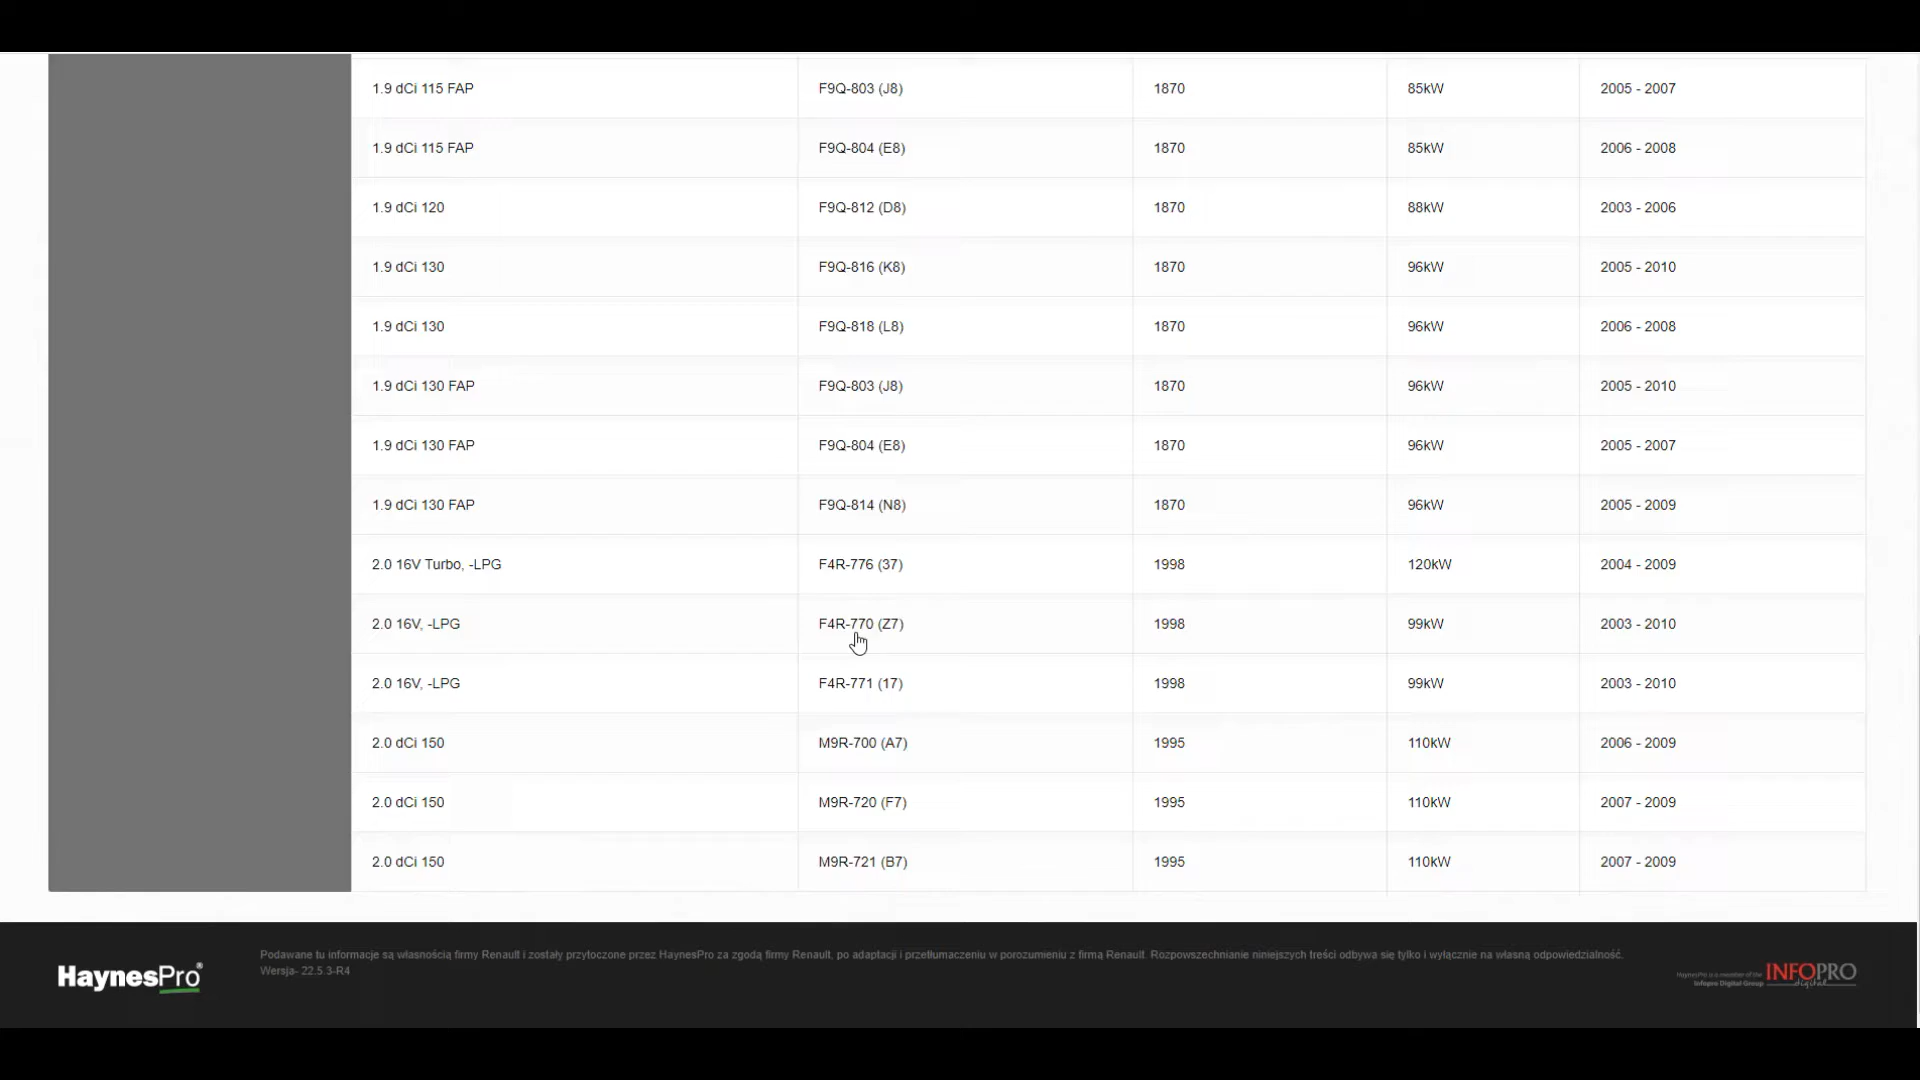 1.9 dCi 115 FAP F9Q-803 (J8) 1870 85kW 2005 - 2007
1.9 dCi 115 FAP F9Q-804 (E8) 1870 85kW 2006 - 2008
1.9 dCi 120 F9Q-812 (D8) 1870 88kW 2003 - 2006
1.9 dCi 130 F9Q-816 (K8) 1870 96kW 2005 - 2010
1.9 dCi 130 F9Q-818 (L8) 1870 96kW 2006 - 2008
1.9 dCi 130 FAP F9Q-803 (J8) 1870 96kW 2005 - 2010
1.9 dCi 130 FAP F9Q-804 (E8) 1870 96kW 2005 - 2007
1.9 dCi 130 FAP F9Q-814 (N8) 1870 96kW 2005 - 2009
2.0 16V Turbo, -LPG F4R-776 (37) 1998 120kW 2004 - 2009
2.0 16V, -LPG F4R-770 (Z7) 1998 99kW 2003 - 2010
2.0 16V, -LPG F4R-771 (17) 1998 99kW 2003 - 2010
2.0 dCi 150 M9R-700 (A7) 1995 110kW 2006 - 2009
2.0 dCi 150 M9R-720 (F7) 1995 110kW 2007 - 2009
2.0 dCi 150 M9R-721 (B7) 1995 110kW 2007 - 2009
HaynesPro®
Podawane tu informacje są własnością firmy Renault i zostały przytoczone przez HaynesPro za zgodą firmy Renault, po adaptacji i przetłumaczeniu w porozumieniu z firmą Renault. Rozpowszechnianie niniejszych treści odbywa się tylko i wyłącznie na własną odpowiedzialność.
Wersja- 22.5.3-R4
HaynesPro is a member of the
Infopro Digital Group
INFOPRO
digital